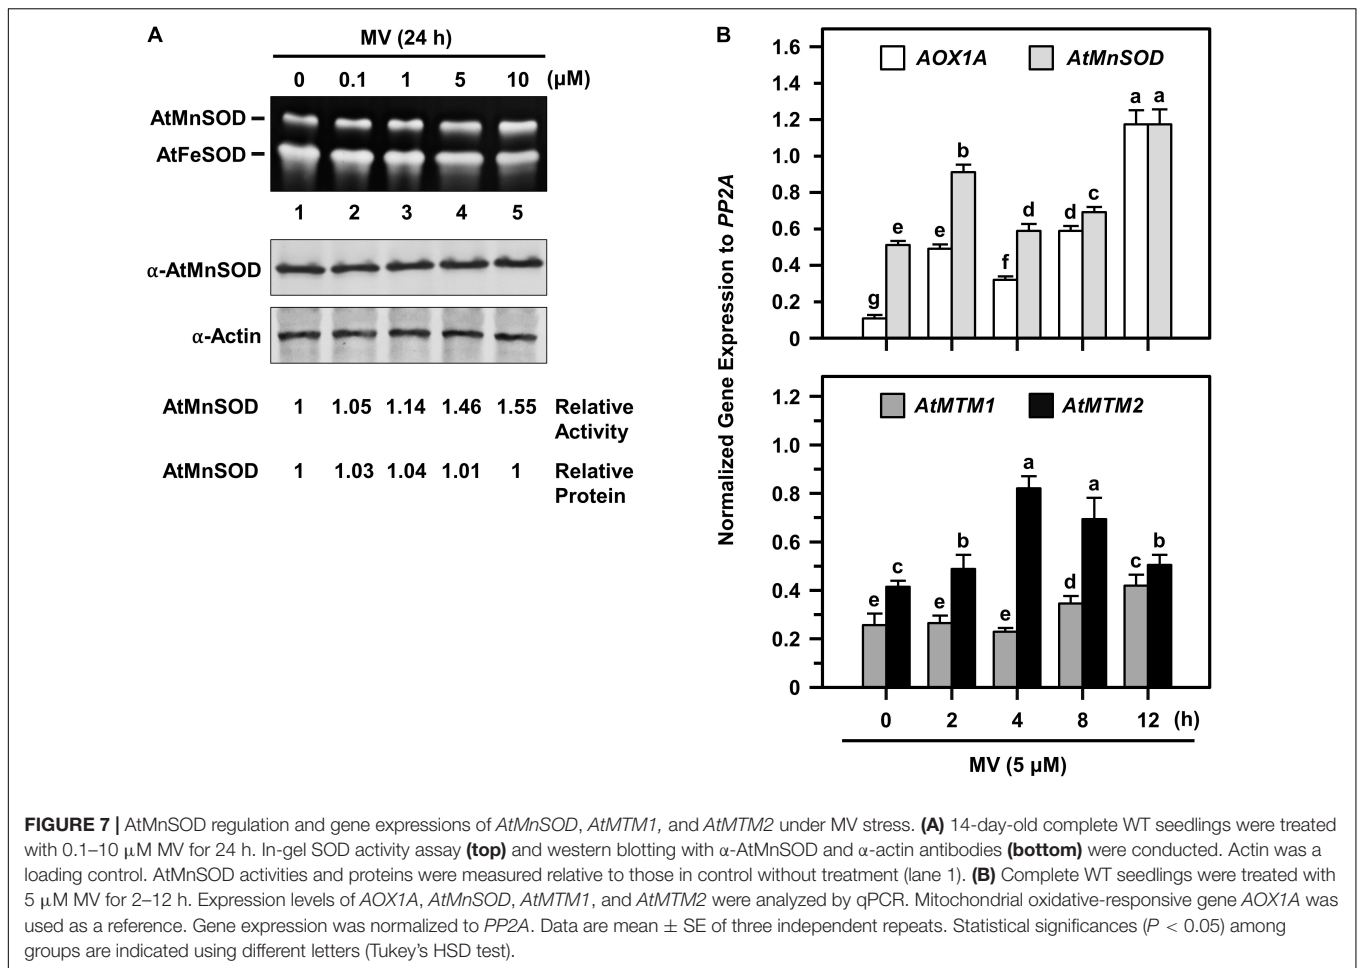 A
MV (24 h)
0 0.1 1 5 10 (µM)
AtMnSOD –
AtFeSOD –
1 2 3 4 5
α-AtMnSOD
α-Actin
AtMnSOD 1 1.05 1.14 1.46 1.55 Relative
Activity
AtMnSOD 1 1.03 1.04 1.01 1 Relative
Protein
B
Normalized Gene Expression to PP2A
AOX1A AtMnSOD
1.6
1.4
1.2
1.0
0.8
0.6
0.4
0.2
0
g e e b f d d c a a
AtMTM1 AtMTM2
1.2
1.0
0.8
0.6
0.4
0.2
0
e c e b e a d a c b
0 2 4 8 12 (h)
MV (5 µM)
FIGURE 7 | AtMnSOD regulation and gene expressions of AtMnSOD, AtMTM1, and AtMTM2 under MV stress. (A) 14-day-old complete WT seedlings were treated
with 0.1–10 µM MV for 24 h. In-gel SOD activity assay (top) and western blotting with α-AtMnSOD and α-actin antibodies (bottom) were conducted. Actin was a
loading control. AtMnSOD activities and proteins were measured relative to those in control without treatment (lane 1). (B) Complete WT seedlings were treated with
5 µM MV for 2–12 h. Expression levels of AOX1A, AtMnSOD, AtMTM1, and AtMTM2 were analyzed by qPCR. Mitochondrial oxidative-responsive gene AOX1A was
used as a reference. Gene expression was normalized to PP2A. Data are mean ± SE of three independent repeats. Statistical significances (P < 0.05) among
groups are indicated using different letters (Tukey's HSD test).